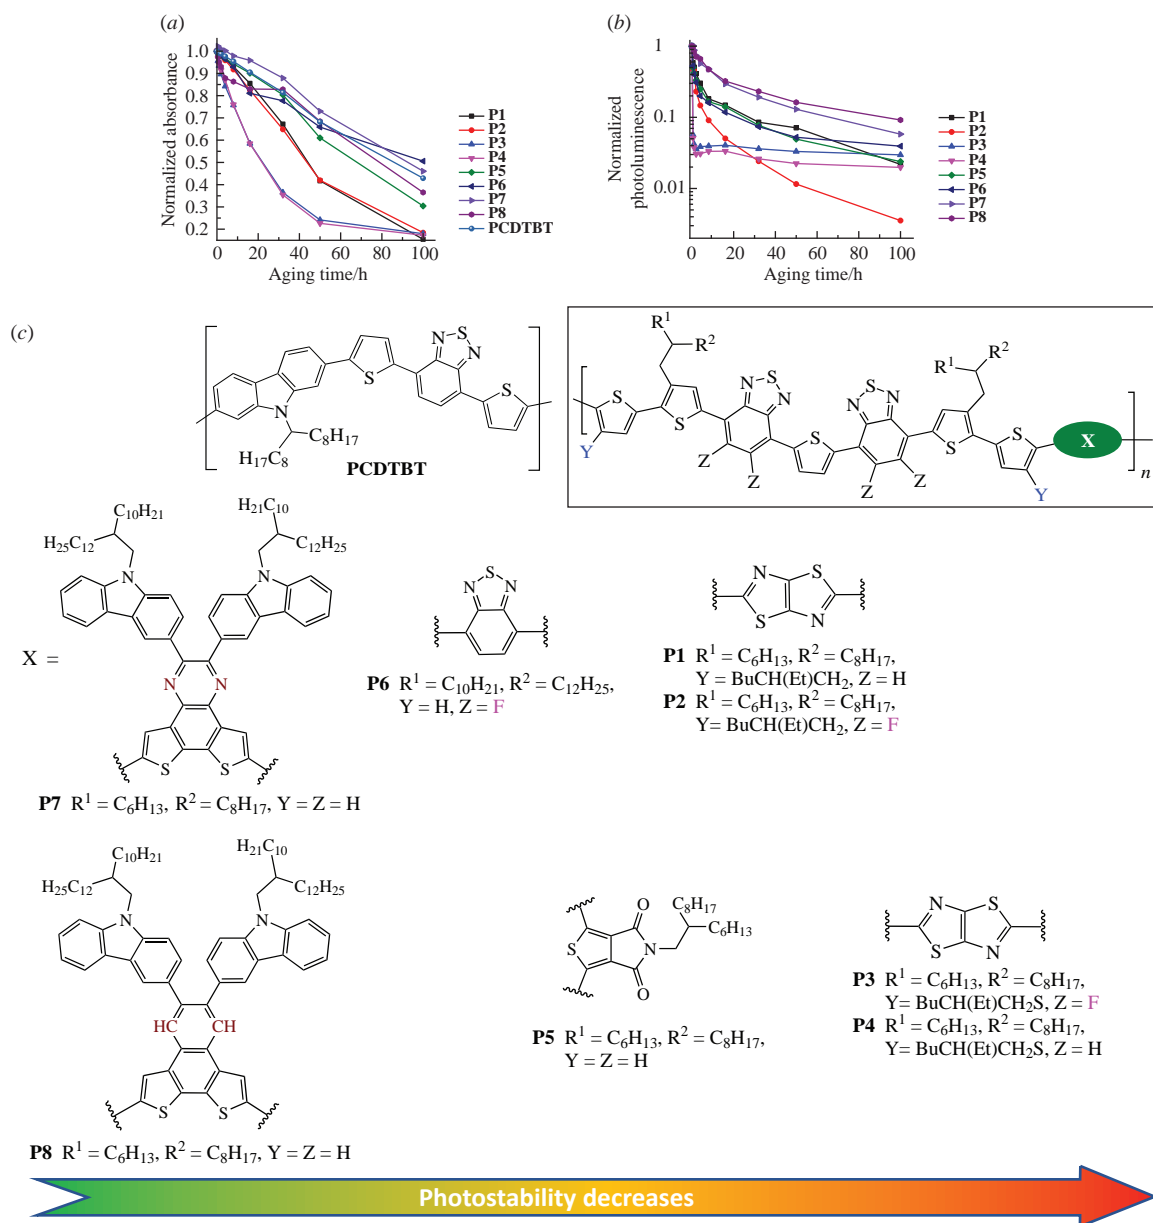 (a)
(b)
Normalized absorbance
1.0
0.9
0.8
0.7
0.6
0.5
0.4
0.3
0.2
0 20 40 60 80 100
Aging time/h
P1
P2
P3
P4
P5
P6
P7
P8
PCDTBT
Normalized
photoluminescence
1
0.1
0.01
0 20 40 60 80 100
Aging time/h
P1
P2
P3
P4
P5
P6
P7
P8
(c)
N S N
S
S
N
C8H17
H17C8
PCDTBT
R1
R2
S
S
Y
N S N
Z Z
S
N S N
Z Z
R1
R2
S
S
Y
X
n
X =
C10H21
H25C12
H21C10
C12H25
N N
N N
S S
P7 R1 = C6H13, R2 = C8H17, Y = Z = H
N S N
P6 R1 = C10H21, R2 = C12H25,
Y = H, Z = F
N S
S N
P1 R1 = C6H13, R2 = C8H17,
Y = BuCH(Et)CH2, Z = H
P2 R1 = C6H13, R2 = C8H17,
Y= BuCH(Et)CH2, Z = F
C10H21
H25C12
H21C10
C12H25
N N
HC CH
S S
P8 R1 = C6H13, R2 = C8H17, Y = Z = H
O
S
N
O
C8H17
C6H13
P5 R1 = C6H13, R2 = C8H17,
Y = Z = H
N S
S N
P3 R1 = C6H13, R2 = C8H17,
Y= BuCH(Et)CH2S, Z = F
P4 R1 = C6H13, R2 = C8H17,
Y= BuCH(Et)CH2S, Z = H
Photostability decreases